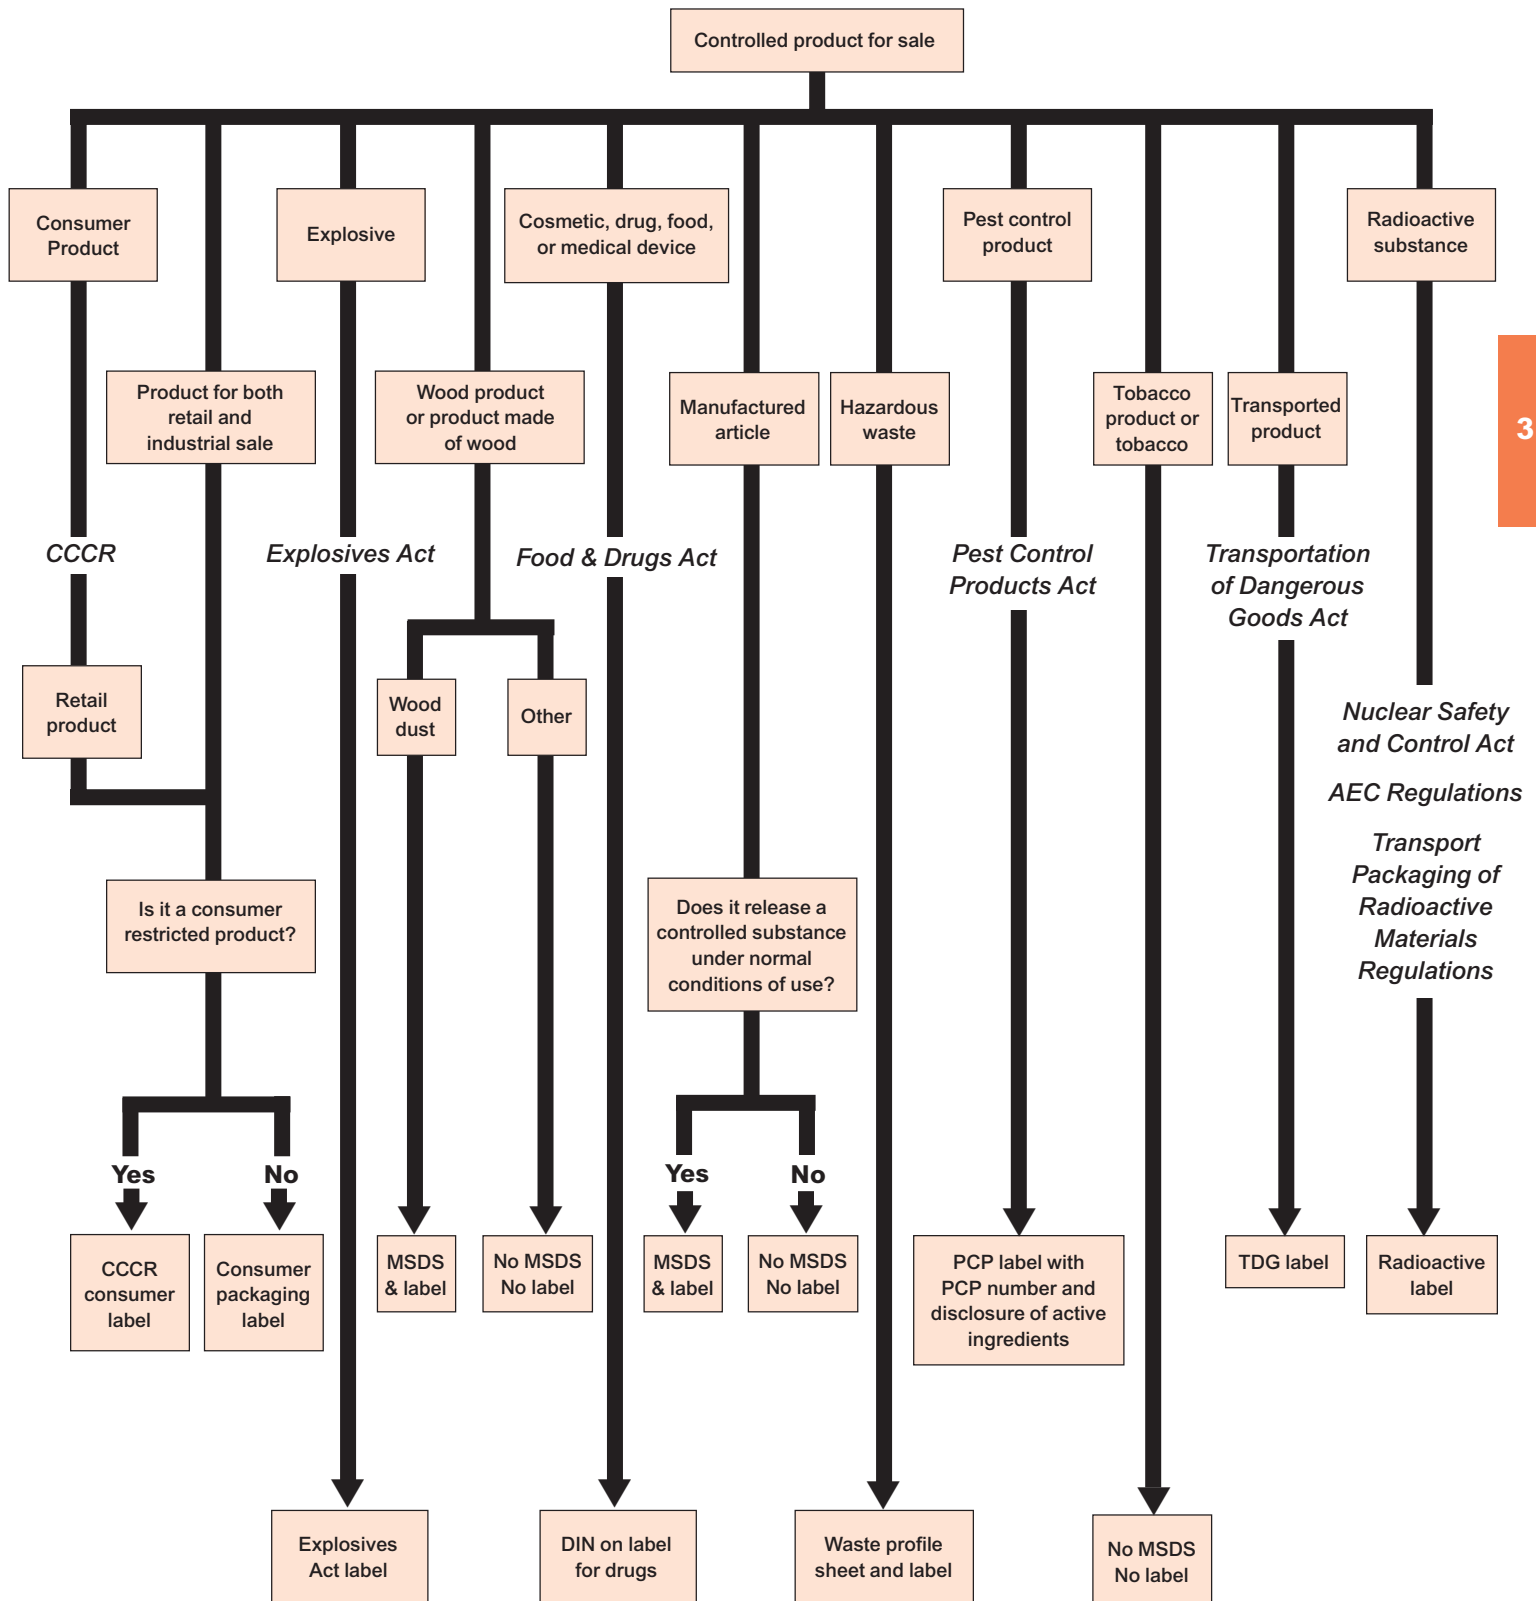 Controlled product for sale
Consumer
Product
Explosive
Cosmetic, drug, food,
or medical device
Pest control
product
Radioactive
substance
Product for both
retail and
industrial sale
Wood product
or product made
of wood
Manufactured
article
Hazardous
waste
Tobacco
product or
tobacco
Transported
product
3
CCCR
Explosives Act
Food & Drugs Act
Pest Control
Products Act
Transportation
of Dangerous
Goods Act
Retail
product
Wood
dust
Other
Nuclear Safety
and Control Act
AEC Regulations
Transport
Packaging of
Radioactive
Materials
Regulations
Is it a consumer
restricted product?
Does it release a
controlled substance
under normal
conditions of use?
Yes
No
Yes
No
CCCR
consumer
label
Consumer
packaging
label
MSDS
& label
No MSDS
No label
MSDS
& label
No MSDS
No label
PCP label with
PCP number and
disclosure of active
ingredients
TDG label
Radioactive
label
Explosives
Act label
DIN on label
for drugs
Waste profile
sheet and label
No MSDS
No label